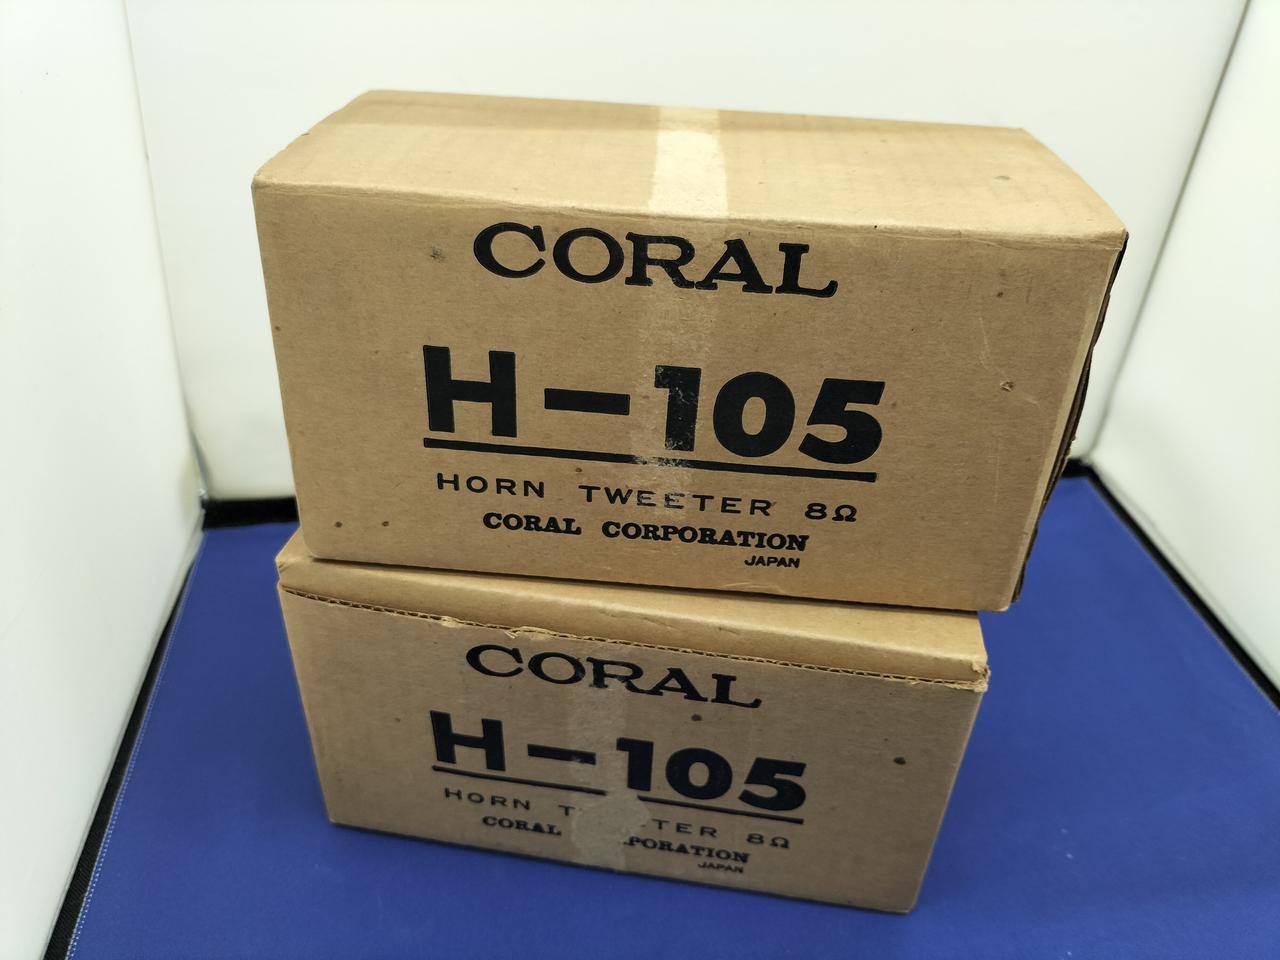 CORAL
H-105
HORN TWEETER 8Ω
CORAL CORPORATION
JAPAN
CORAL
H-105
HORN 8Ω
CORAL
JAPAN